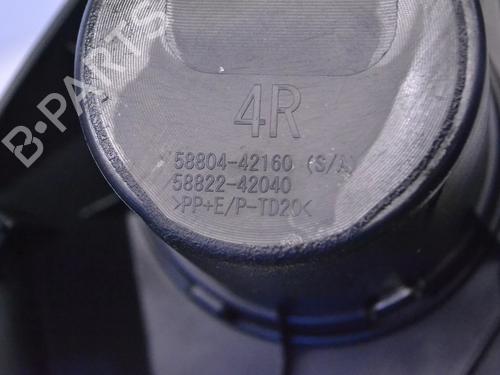 B-PARTS
4R
58804-42160 (S/A)
58822-42040
>PP+E/P-TD20<